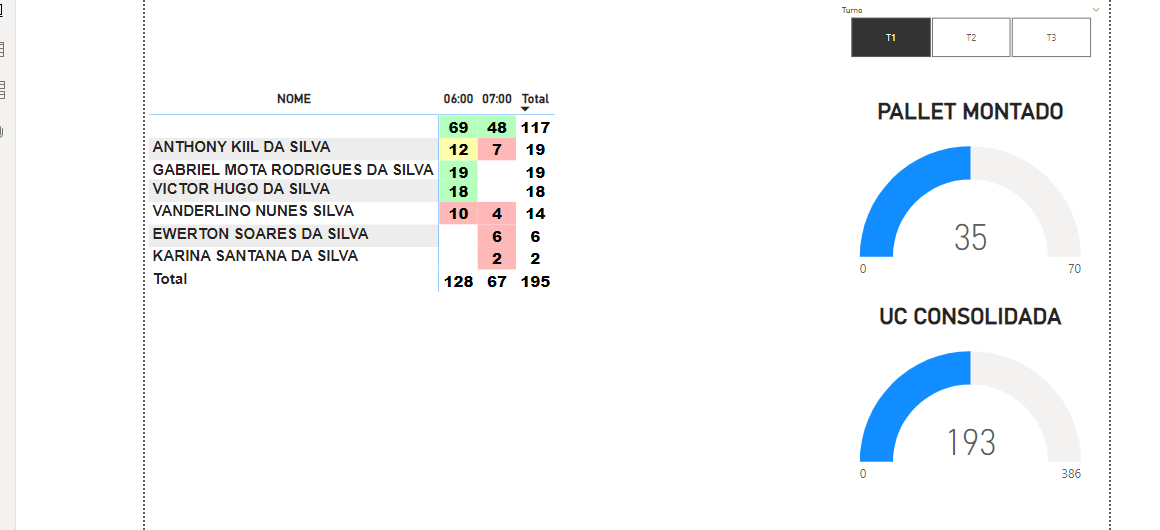 Turno
T1 T2 T3
NOME 06:00 07:00 Total
69 48 117
ANTHONY KIIL DA SILVA 12 7 19
GABRIEL MOTA RODRIGUES DA SILVA 19 19
VICTOR HUGO DA SILVA 18 18
VANDERLINO NUNES SILVA 10 4 14
EWERTON SOARES DA SILVA 6 6
KARINA SANTANA DA SILVA 2 2
Total 128 67 195
PALLET MONTADO
35
0 70
UC CONSOLIDADA
193
0 386